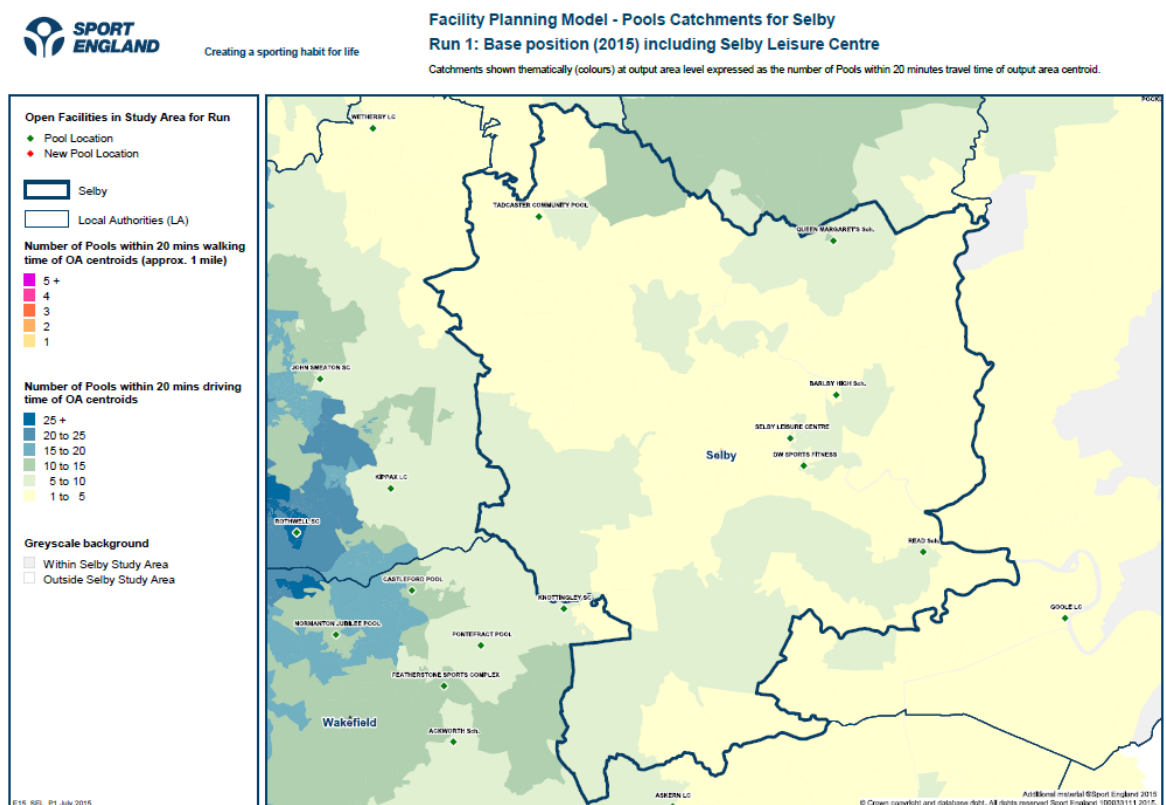 SPORT
ENGLAND
Creating a sporting habit for life
Facility Planning Model - Pools Catchments for Selby
Run 1: Base position (2015) including Selby Leisure Centre
Catchments shown thematically (colours) at output area level expressed as the number of Pools within 20 minutes travel time of output area centroid.
Open Facilities in Study Area for Run
Pool Location
New Pool Location
Selby
Local Authorities (LA)
Number of Pools within 20 mins walking
time of OA centroids (approx. 1 mile)
5 +
4
3
2
1
Number of Pools within 20 mins driving
time of OA centroids
25 +
20 to 25
15 to 20
10 to 15
5 to 10
1 to 5
Greyscale background
Within Selby Study Area
Outside Selby Study Area
E15_SEL_P1 July 2015
WETHERBY LC
TADCASTER COMMUNITY POOL
QUEEN MARGARET'S Sch.
JOHN SMEATON SC
BARLBY HIGH Sch.
SELBY LEISURE CENTRE
Selby
DW SPORTS FITNESS
KIPPAX LC
ROTHWELL SC
READ Sch.
CASTLEFORD POOL
KNOTTINGLEY SC
GOOLE LC
NORMANTON JUBILEE POOL
PONTEFRACT POOL
FEATHERSTONE SPORTS COMPLEX
Wakefield
ACKWORTH Sch.
ASKERN LC
Additional material ©Sport England 2015
© Crown copyright and database right. All rights reserved Sport England 100033111 2015.